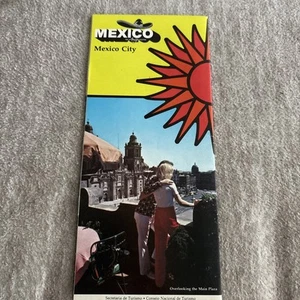 MEXICO
Mexico City
Overlooking the Main Plaza
Secretaría de Turismo • Consejo Nacional de Turismo